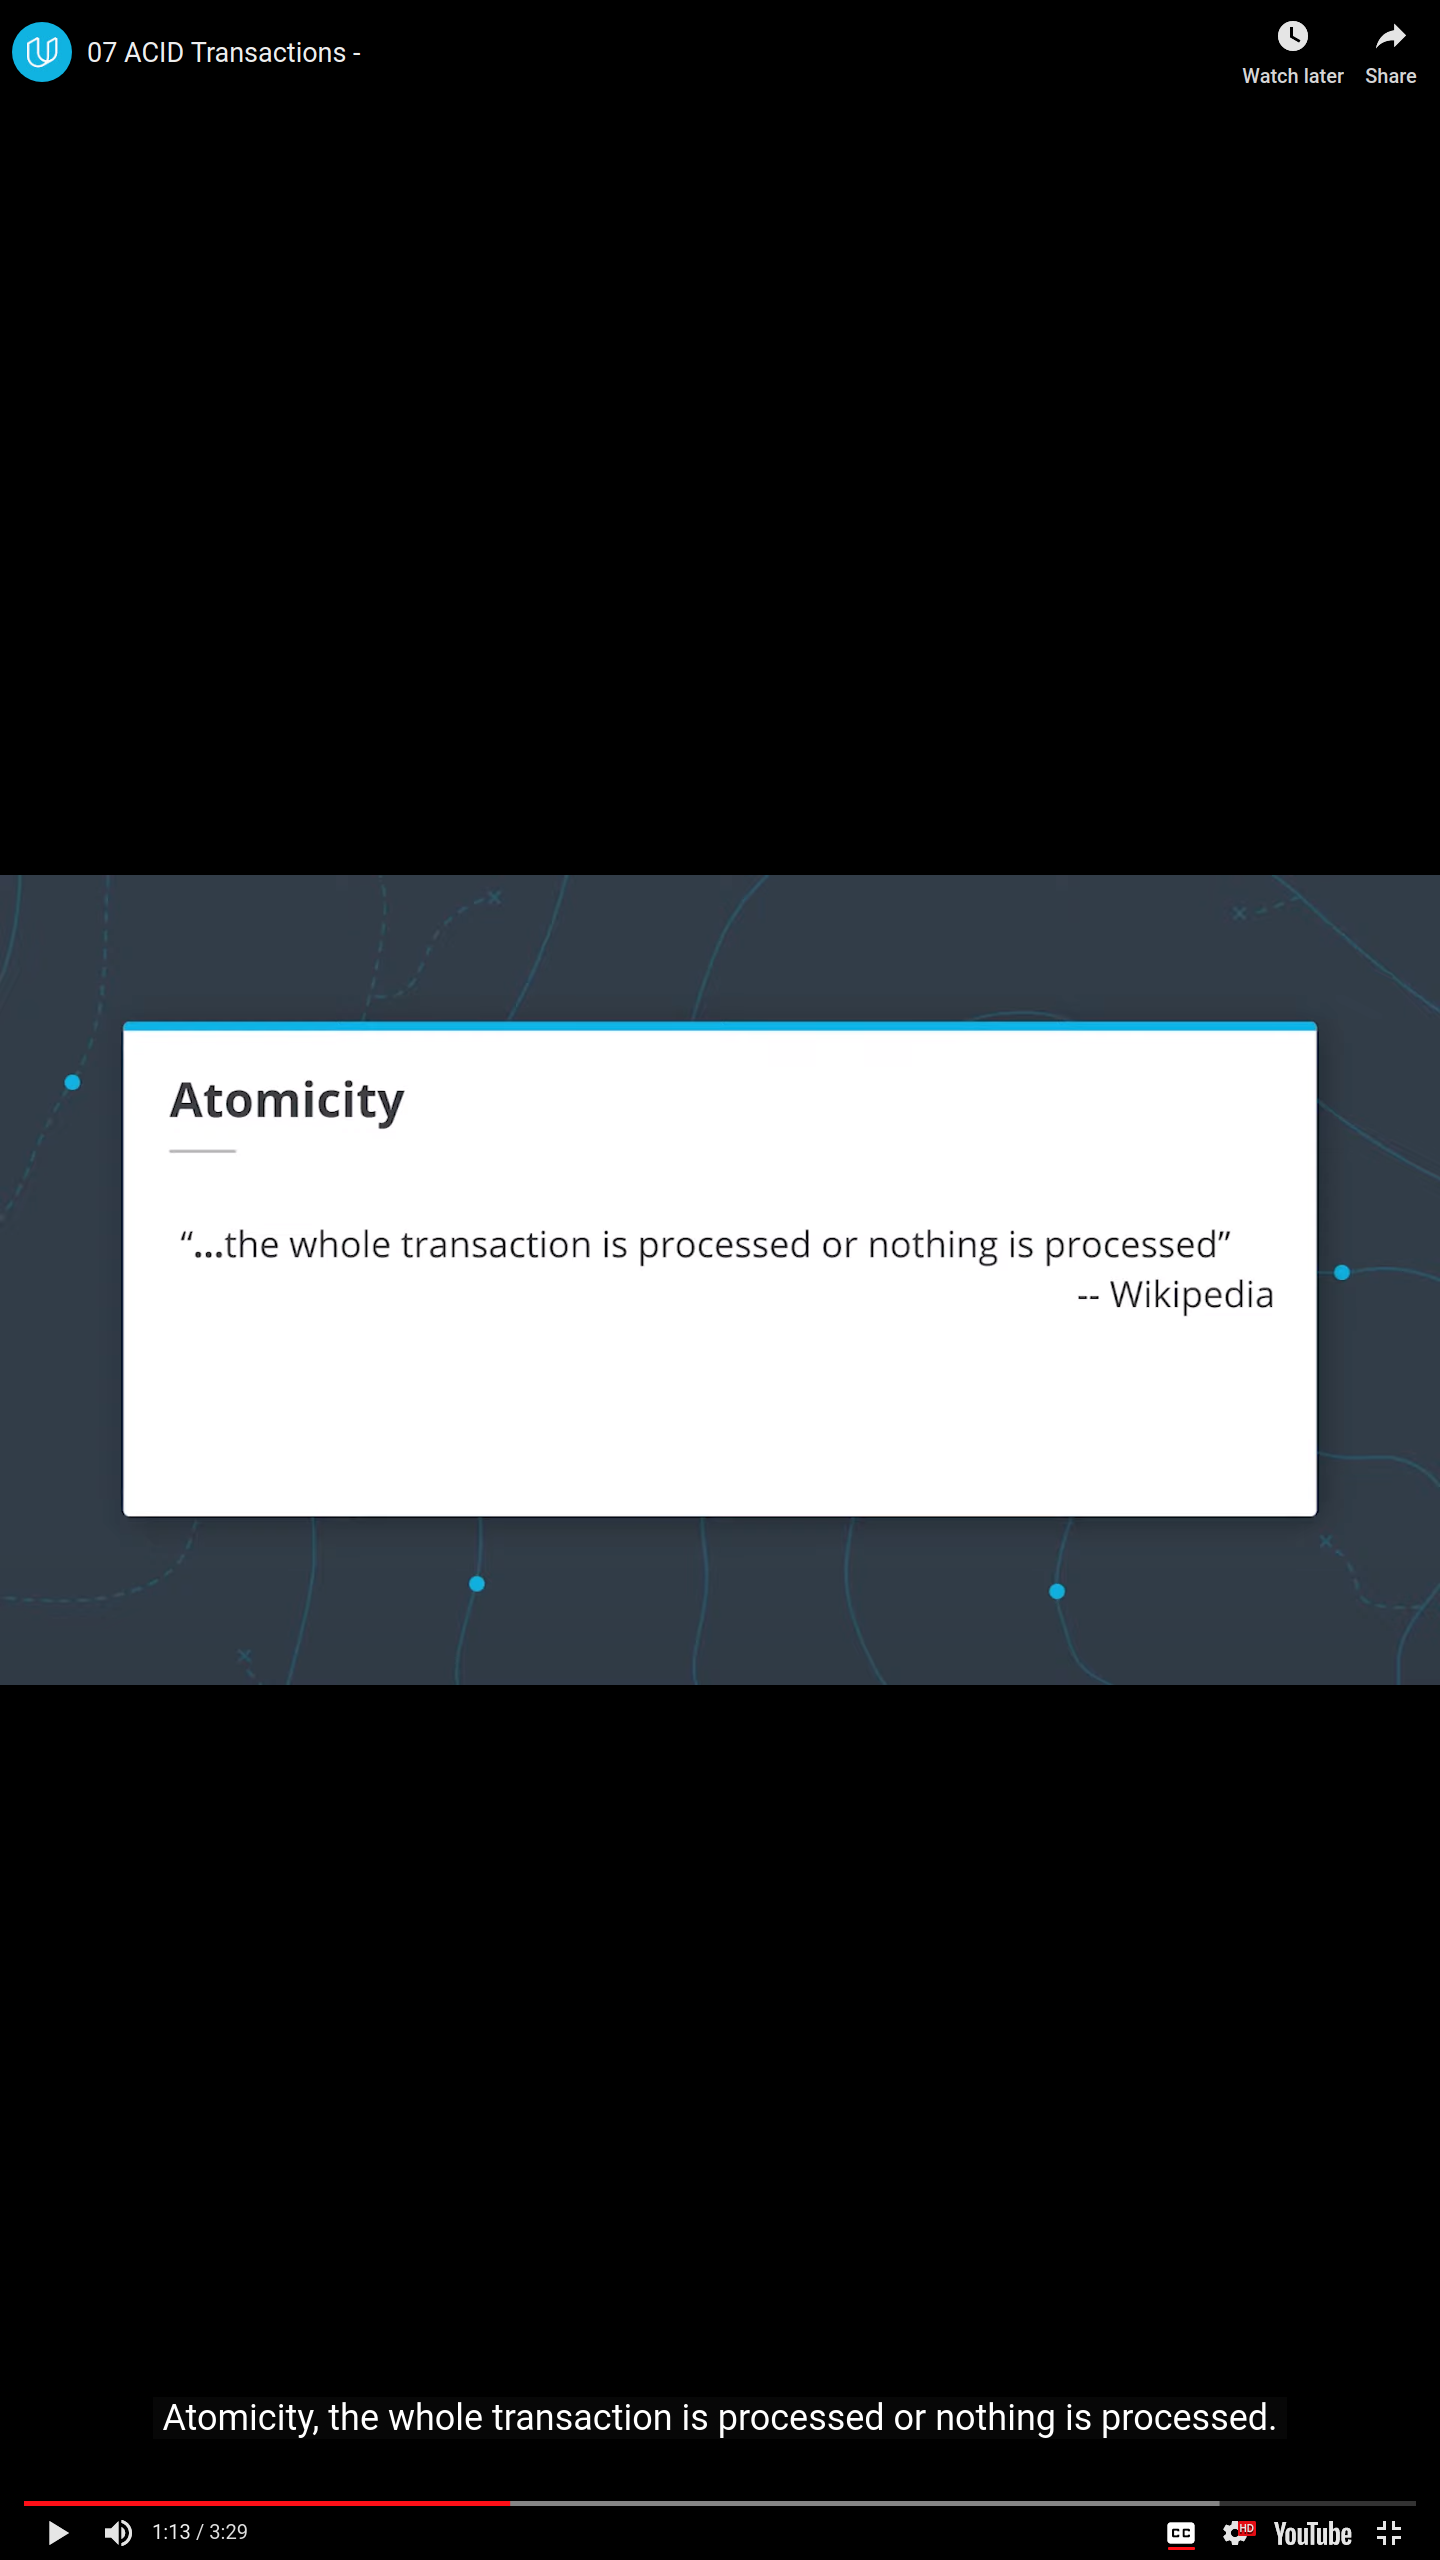 07 ACID Transactions -
Watch later
Share
Atomicity
“...the whole transaction is processed or nothing is processed”
-- Wikipedia
Atomicity, the whole transaction is processed or nothing is processed.
1:13 / 3:29
CC
HD
YouTube